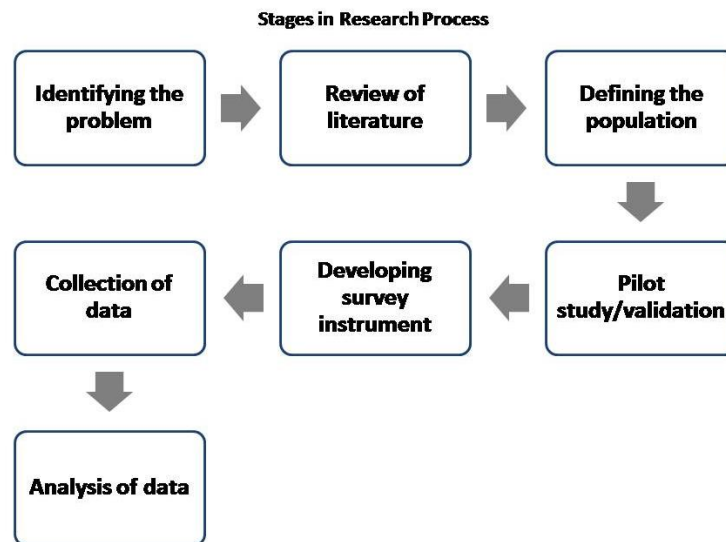 Stages in Research Process
Identifying the
problem
Review of
literature
Defining the
population
Pilot
study/validation
Developing
survey
instrument
Collection of
data
Analysis of data